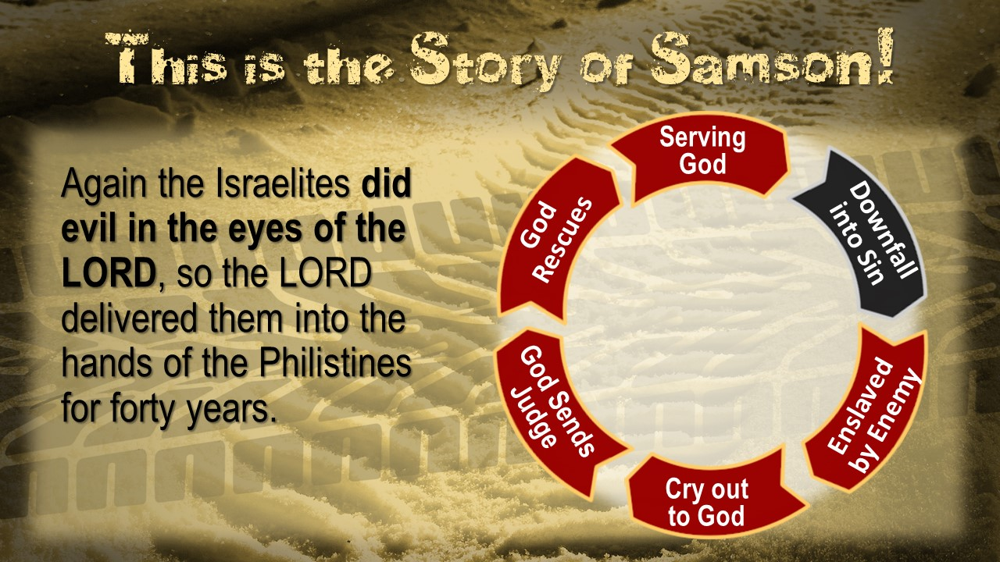 This is the Story of Samson!
Again the Israelites did
evil in the eyes of the
LORD, so the LORD
delivered them into the
hands of the Philistines
for forty years.
Serving
God
Downfall
into Sin
Enslaved
by Enemy
Cry out
to God
God Sends
Judge
God
Rescues